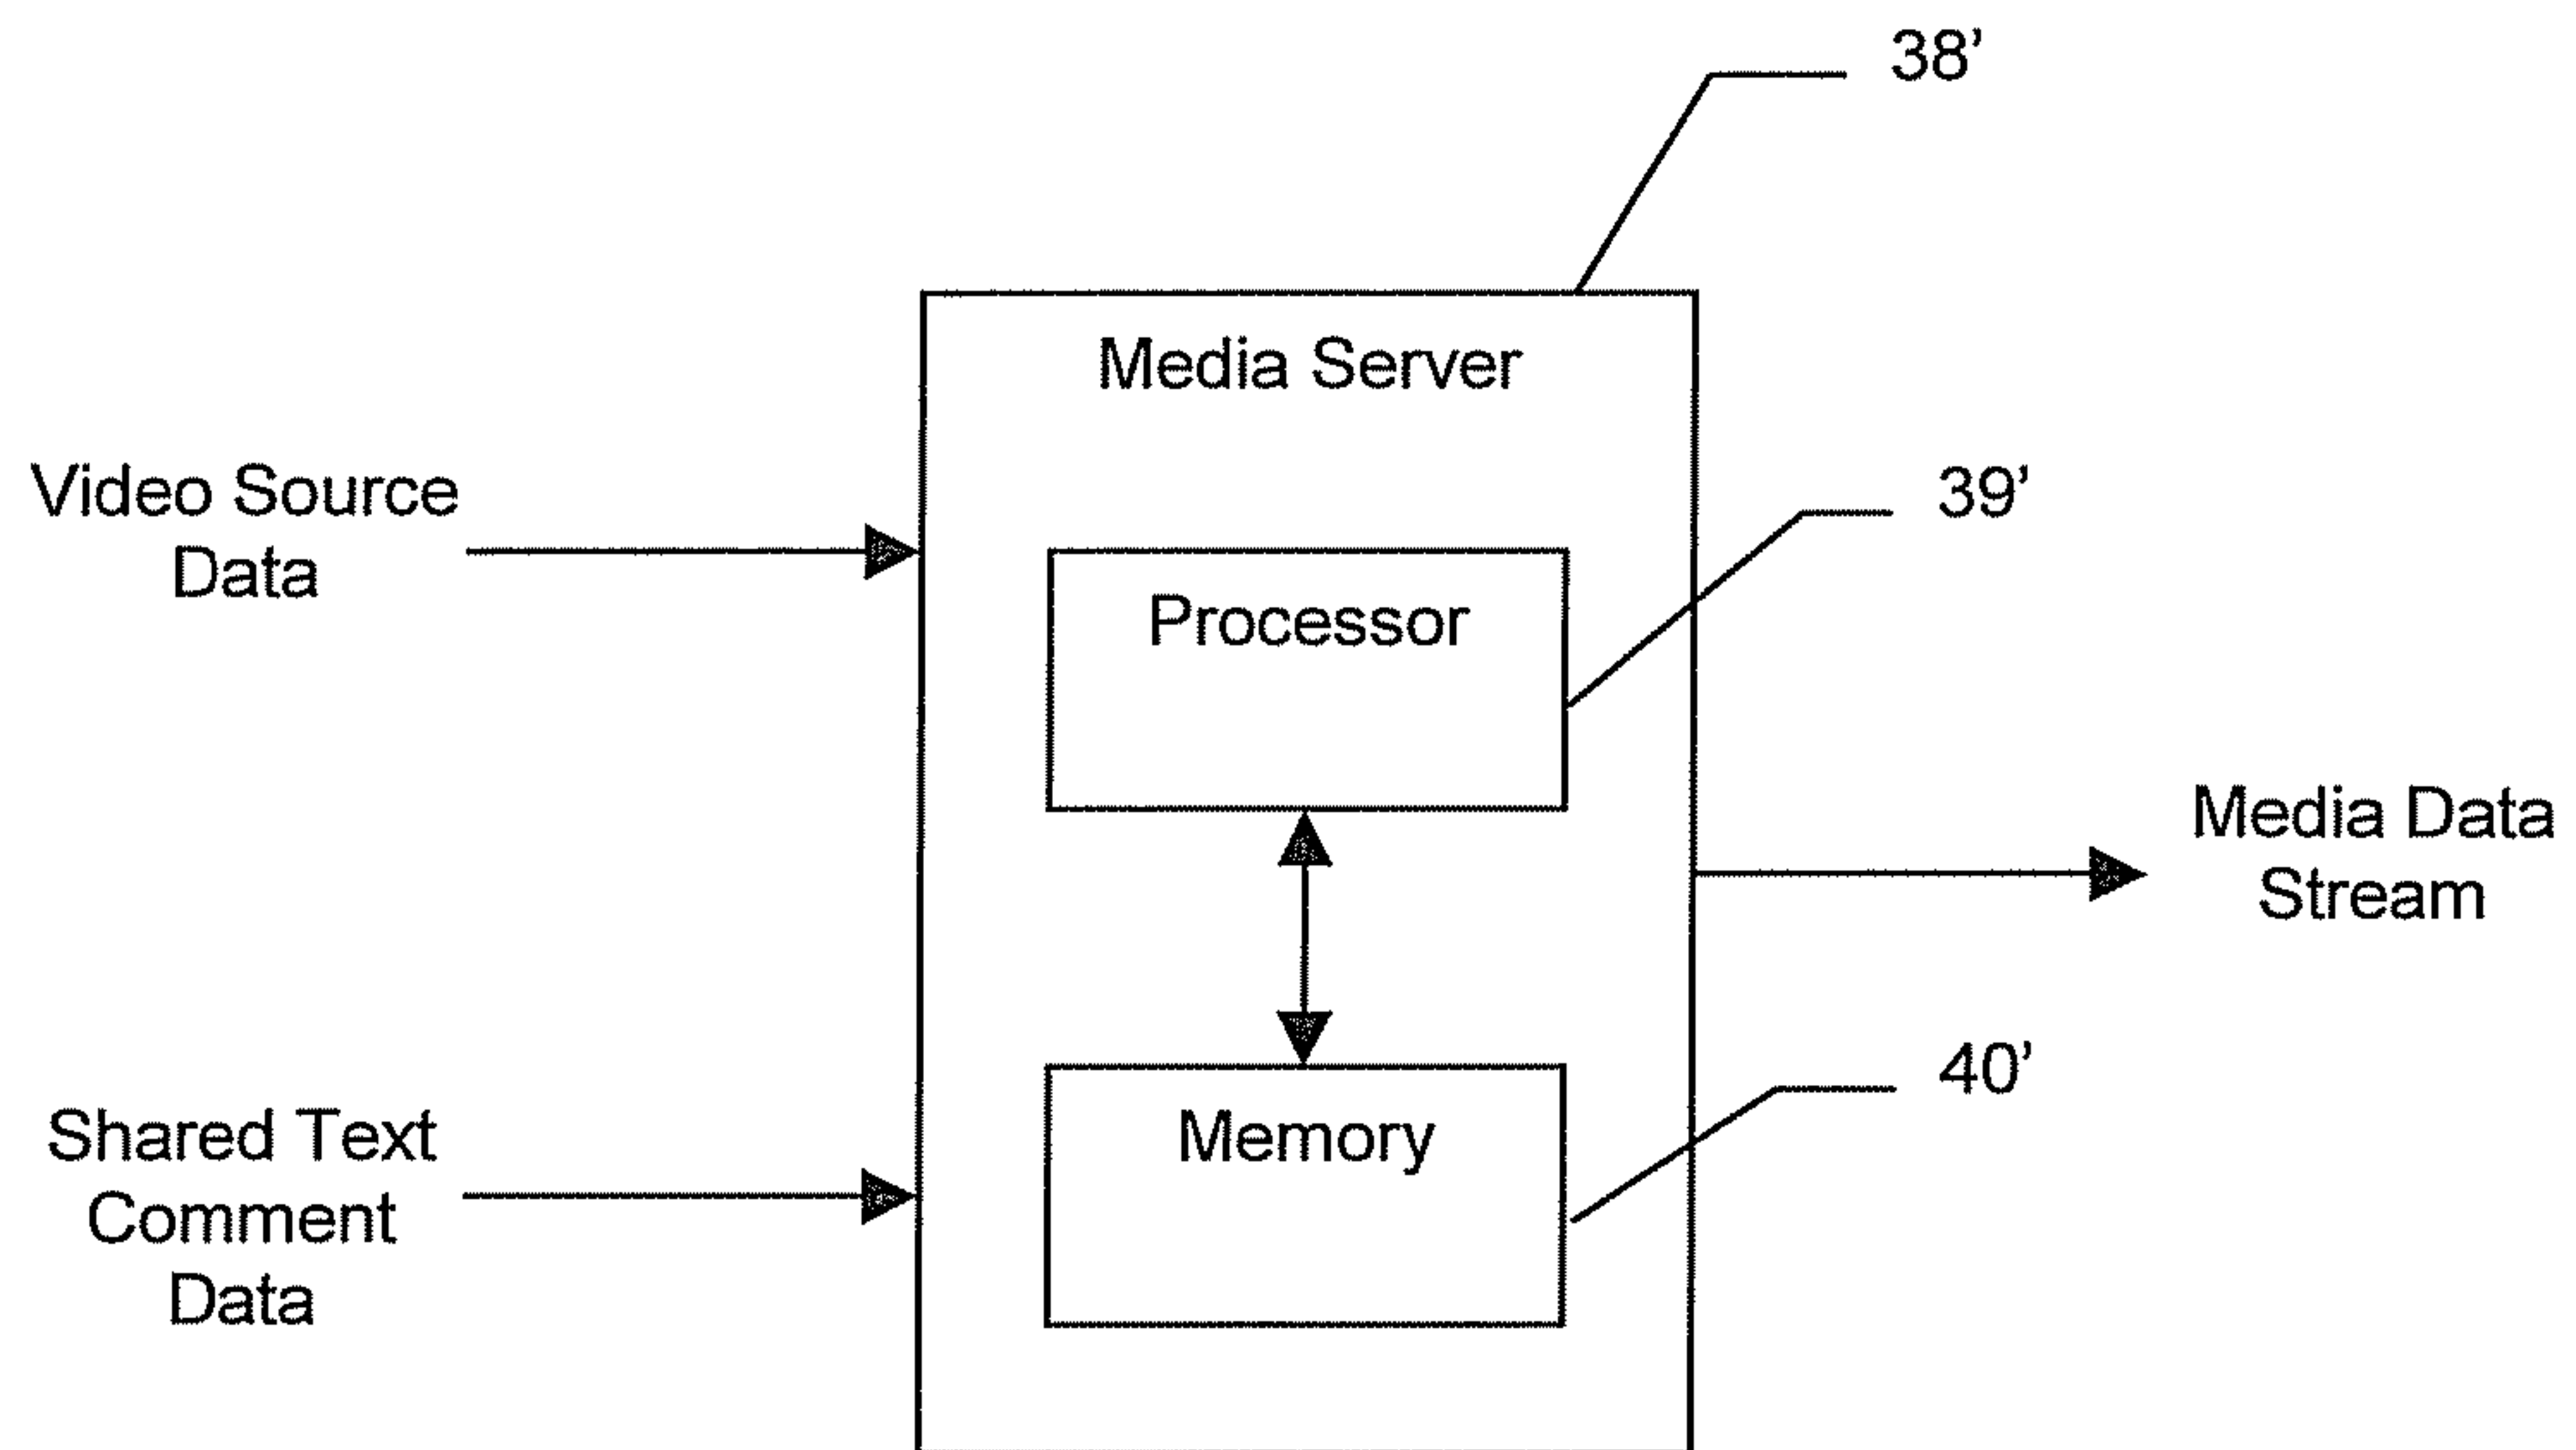 38’
Media Server
Video Source
Data
39’
Processor
Media Data
Stream
40’
Memory
Shared Text
Comment
Data